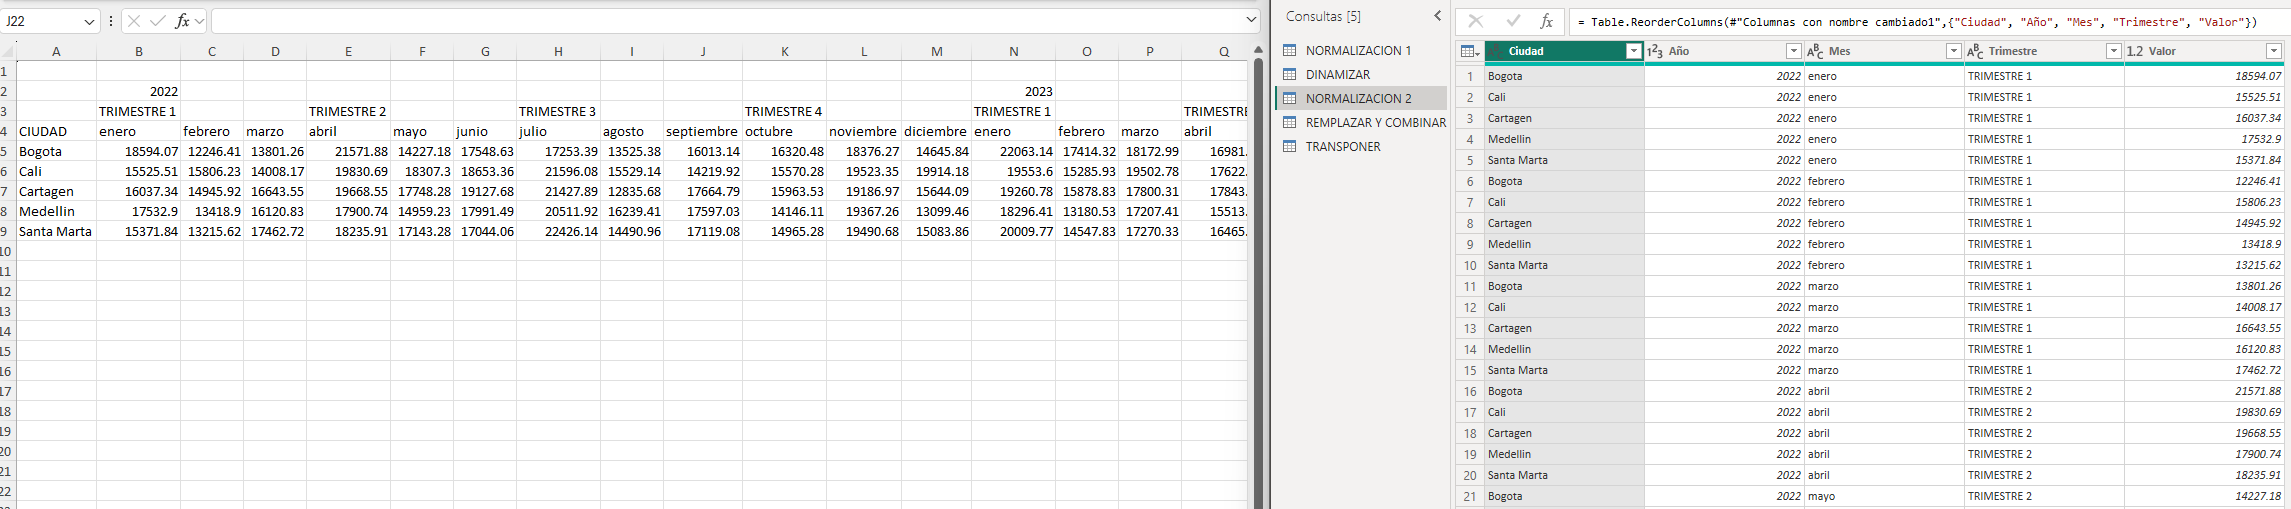 J22 fx
A B C D E F G H I J K L M N O P Q
1
2 2022 2023
3 TRIMESTRE 1 TRIMESTRE 2 TRIMESTRE 3 TRIMESTRE 4 TRIMESTRE 1 TRIMESTRE
4 CIUDAD enero febrero marzo abril mayo junio julio agosto septiembre octubre noviembre diciembre enero febrero marzo abril
5 Bogota 18594.07 12246.41 13801.26 21571.88 14227.18 17548.63 17253.39 13525.38 16013.14 16320.48 18376.27 14645.84 22063.14 17414.32 18172.99 16981.
6 Cali 15525.51 15806.23 14008.17 19830.69 18307.3 18653.36 21596.08 15529.14 14219.92 15570.28 19523.35 19914.18 19553.6 15285.93 19502.78 17622.
7 Cartagen 16037.34 14945.92 16643.55 19668.55 17748.28 19127.68 21427.89 12835.68 17664.79 15963.53 19186.97 15644.09 19260.78 15878.83 17800.31 17843.
8 Medellin 17532.9 13418.9 16120.83 17900.74 14959.23 17991.49 20511.92 16239.41 17597.03 14146.11 19367.26 13099.46 18296.41 13180.53 17207.41 15513.
9 Santa Marta 15371.84 13215.62 17462.72 18235.91 17143.28 17044.06 22426.14 14490.96 17119.08 14965.28 19490.68 15083.86 20009.77 14547.83 17270.33 16465.
10
11
12
13
14
15
16
17
18
19
20
21
22
Consultas [5]
NORMALIZACION 1
DINAMIZAR
NORMALIZACION 2
REMPLAZAR Y COMBINAR
TRANSPONER
fx = Table.ReorderColumns(#"Columnas con nombre cambiado1",{"Ciudad", "Año", "Mes", "Trimestre", "Valor"})
Ciudad 123 Año ABC Mes ABC Trimestre 1.2 Valor
1 Bogota 2022 enero TRIMESTRE 1 18594.07
2 Cali 2022 enero TRIMESTRE 1 15525.51
3 Cartagen 2022 enero TRIMESTRE 1 16037.34
4 Medellin 2022 enero TRIMESTRE 1 17532.9
5 Santa Marta 2022 enero TRIMESTRE 1 15371.84
6 Bogota 2022 febrero TRIMESTRE 1 12246.41
7 Cali 2022 febrero TRIMESTRE 1 15806.23
8 Cartagen 2022 febrero TRIMESTRE 1 14945.92
9 Medellin 2022 febrero TRIMESTRE 1 13418.9
10 Santa Marta 2022 febrero TRIMESTRE 1 13215.62
11 Bogota 2022 marzo TRIMESTRE 1 13801.26
12 Cali 2022 marzo TRIMESTRE 1 14008.17
13 Cartagen 2022 marzo TRIMESTRE 1 16643.55
14 Medellin 2022 marzo TRIMESTRE 1 16120.83
15 Santa Marta 2022 marzo TRIMESTRE 1 17462.72
16 Bogota 2022 abril TRIMESTRE 2 21571.88
17 Cali 2022 abril TRIMESTRE 2 19830.69
18 Cartagen 2022 abril TRIMESTRE 2 19668.55
19 Medellin 2022 abril TRIMESTRE 2 17900.74
20 Santa Marta 2022 abril TRIMESTRE 2 18235.91
21 Bogota 2022 mayo TRIMESTRE 2 14227.18